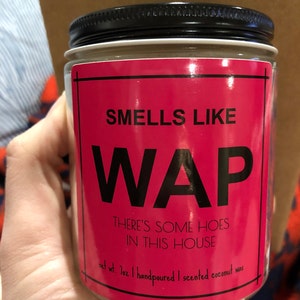 SMELLS LIKE
WAP
THERE'S SOME HOES
IN THIS HOUSE
net wt. | handpoured | scented coconut wax